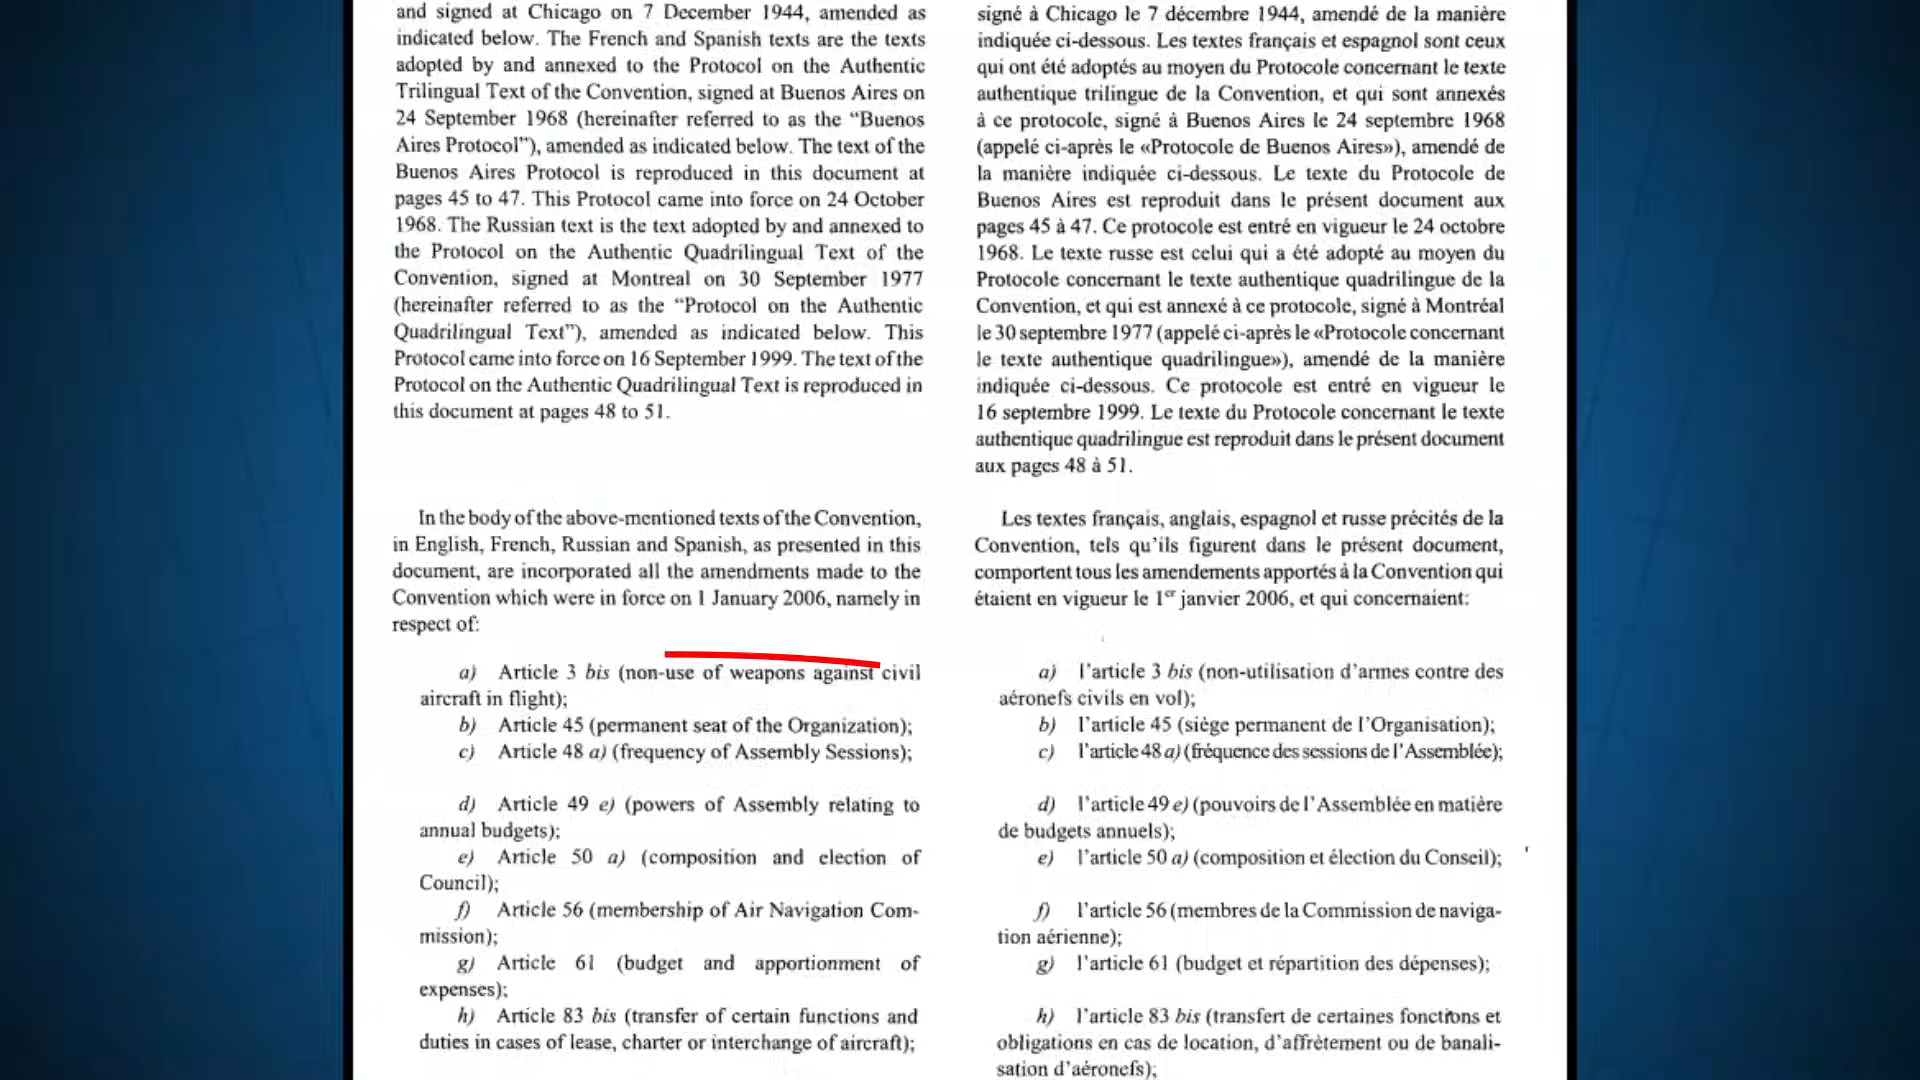 and signed at Chicago on 7 December 1944, amended as
indicated below. The French and Spanish texts are the texts
adopted by and annexed to the Protocol on the Authentic
Trilingual Text of the Convention, signed at Buenos Aires on
24 September 1968 (hereinafter referred to as the “Buenos
Aires Protocol”), amended as indicated below. The text of the
Buenos Aires Protocol is reproduced in this document at
pages 45 to 47. This Protocol came into force on 24 October
1968. The Russian text is the text adopted by and annexed to
the Protocol on the Authentic Quadrilingual Text of the
Convention, signed at Montreal on 30 September 1977
(hereinafter referred to as the “Protocol on the Authentic
Quadrilingual Text”), amended as indicated below. This
Protocol came into force on 16 September 1999. The text of the
Protocol on the Authentic Quadrilingual Text is reproduced in
this document at pages 48 to 51.
In the body of the above-mentioned texts of the Convention,
in English, French, Russian and Spanish, as presented in this
document, are incorporated all the amendments made to the
Convention which were in force on 1 January 2006, namely in
respect of:
a) Article 3 bis (non-use of weapons against civil
aircraft in flight);
b) Article 45 (permanent seat of the Organization);
c) Article 48 a) (frequency of Assembly Sessions);
d) Article 49 e) (powers of Assembly relating to
annual budgets);
e) Article 50 a) (composition and election of
Council);
f) Article 56 (membership of Air Navigation Com-
mission);
g) Article 61 (budget and apportionment of
expenses);
h) Article 83 bis (transfer of certain functions and
duties in cases of lease, charter or interchange of aircraft);
signé à Chicago le 7 décembre 1944, amendé de la manière
indiquée ci-dessous. Les textes français et espagnol sont ceux
qui ont été adoptés au moyen du Protocole concernant le texte
authentique trilingue de la Convention, et qui sont annexés
à ce protocole, signé à Buenos Aires le 24 septembre 1968
(appelé ci-après le «Protocole de Buenos Aires»), amendé de
la manière indiquée ci-dessous. Le texte du Protocole de
Buenos Aires est reproduit dans le présent document aux
pages 45 à 47. Ce protocole est entré en vigueur le 24 octobre
1968. Le texte russe est celui qui a été adopté au moyen du
Protocole concernant le texte authentique quadrilingue de la
Convention, et qui est annexé à ce protocole, signé à Montréal
le 30 septembre 1977 (appelé ci-après le «Protocole concernant
le texte authentique quadrilingue»), amendé de la manière
indiquée ci-dessous. Ce protocole est entré en vigueur le
16 septembre 1999. Le texte du Protocole concernant le texte
authentique quadrilingue est reproduit dans le présent document
aux pages 48 à 51.
Les textes français, anglais, espagnol et russe précités de la
Convention, tels qu’ils figurent dans le présent document,
comportent tous les amendements apportés à la Convention qui
étaient en vigueur le 1er janvier 2006, et qui concernaient:
a) l’article 3 bis (non-utilisation d’armes contre des
aéronefs civils en vol);
b) l’article 45 (siège permanent de l’Organisation);
c) l’article 48 a) (fréquence des sessions de l’Assemblée);
d) l’article 49 e) (pouvoirs de l’Assemblée en matière
de budgets annuels);
e) l’article 50 a) (composition et élection du Conseil);
f) l’article 56 (membres de la Commission de naviga-
tion aérienne);
g) l’article 61 (budget et répartition des dépenses);
h) l’article 83 bis (transfert de certaines fonctions et
obligations en cas de location, d’affrètement ou de banali-
sation d’aéronefs);